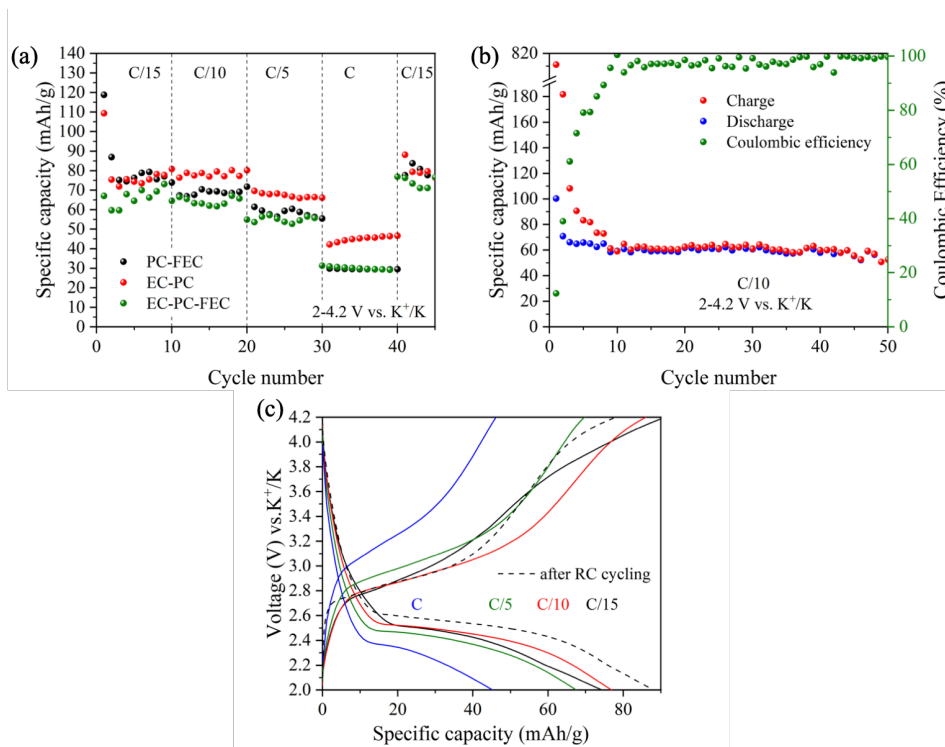 (a)
Specific capacity (mAh/g)
140
130
120
110
100
90
80
70
60
50
40
30
20
10
0
C/15
C/10
C/5
C
C/15
PC-FEC
EC-PC
EC-PC-FEC
2-4.2 V vs. K⁺/K
0
10
20
30
40
Cycle number
(b)
Specific capacity (mAh/g)
820
180
160
140
120
100
80
60
40
20
0
Charge
Discharge
Coulombic efficiency
C/10
2-4.2 V vs. K⁺/K
100
80
60
40
20
0
Coulombic Efficiency (%)
0
10
20
30
40
50
Cycle number
(c)
Voltage (V) vs.K⁺/K
4.2
4.0
3.8
3.6
3.4
3.2
3.0
2.8
2.6
2.4
2.2
2.0
after RC cycling
C C/5 C/10 C/15
0
20
40
60
80
Specific capacity (mAh/g)